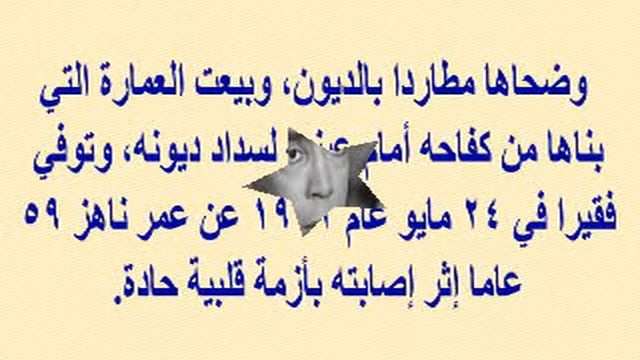 وضحاها مطاردا بالديون، وبيعت العمارة التي
بناها من كفاحه أمام لسداد ديونه، وتوفي
فقيرا في ٢٤ مايو عام عن عمر ناهز ٥٩
عاما إثر إصابته بأزمة قلبية حادة.